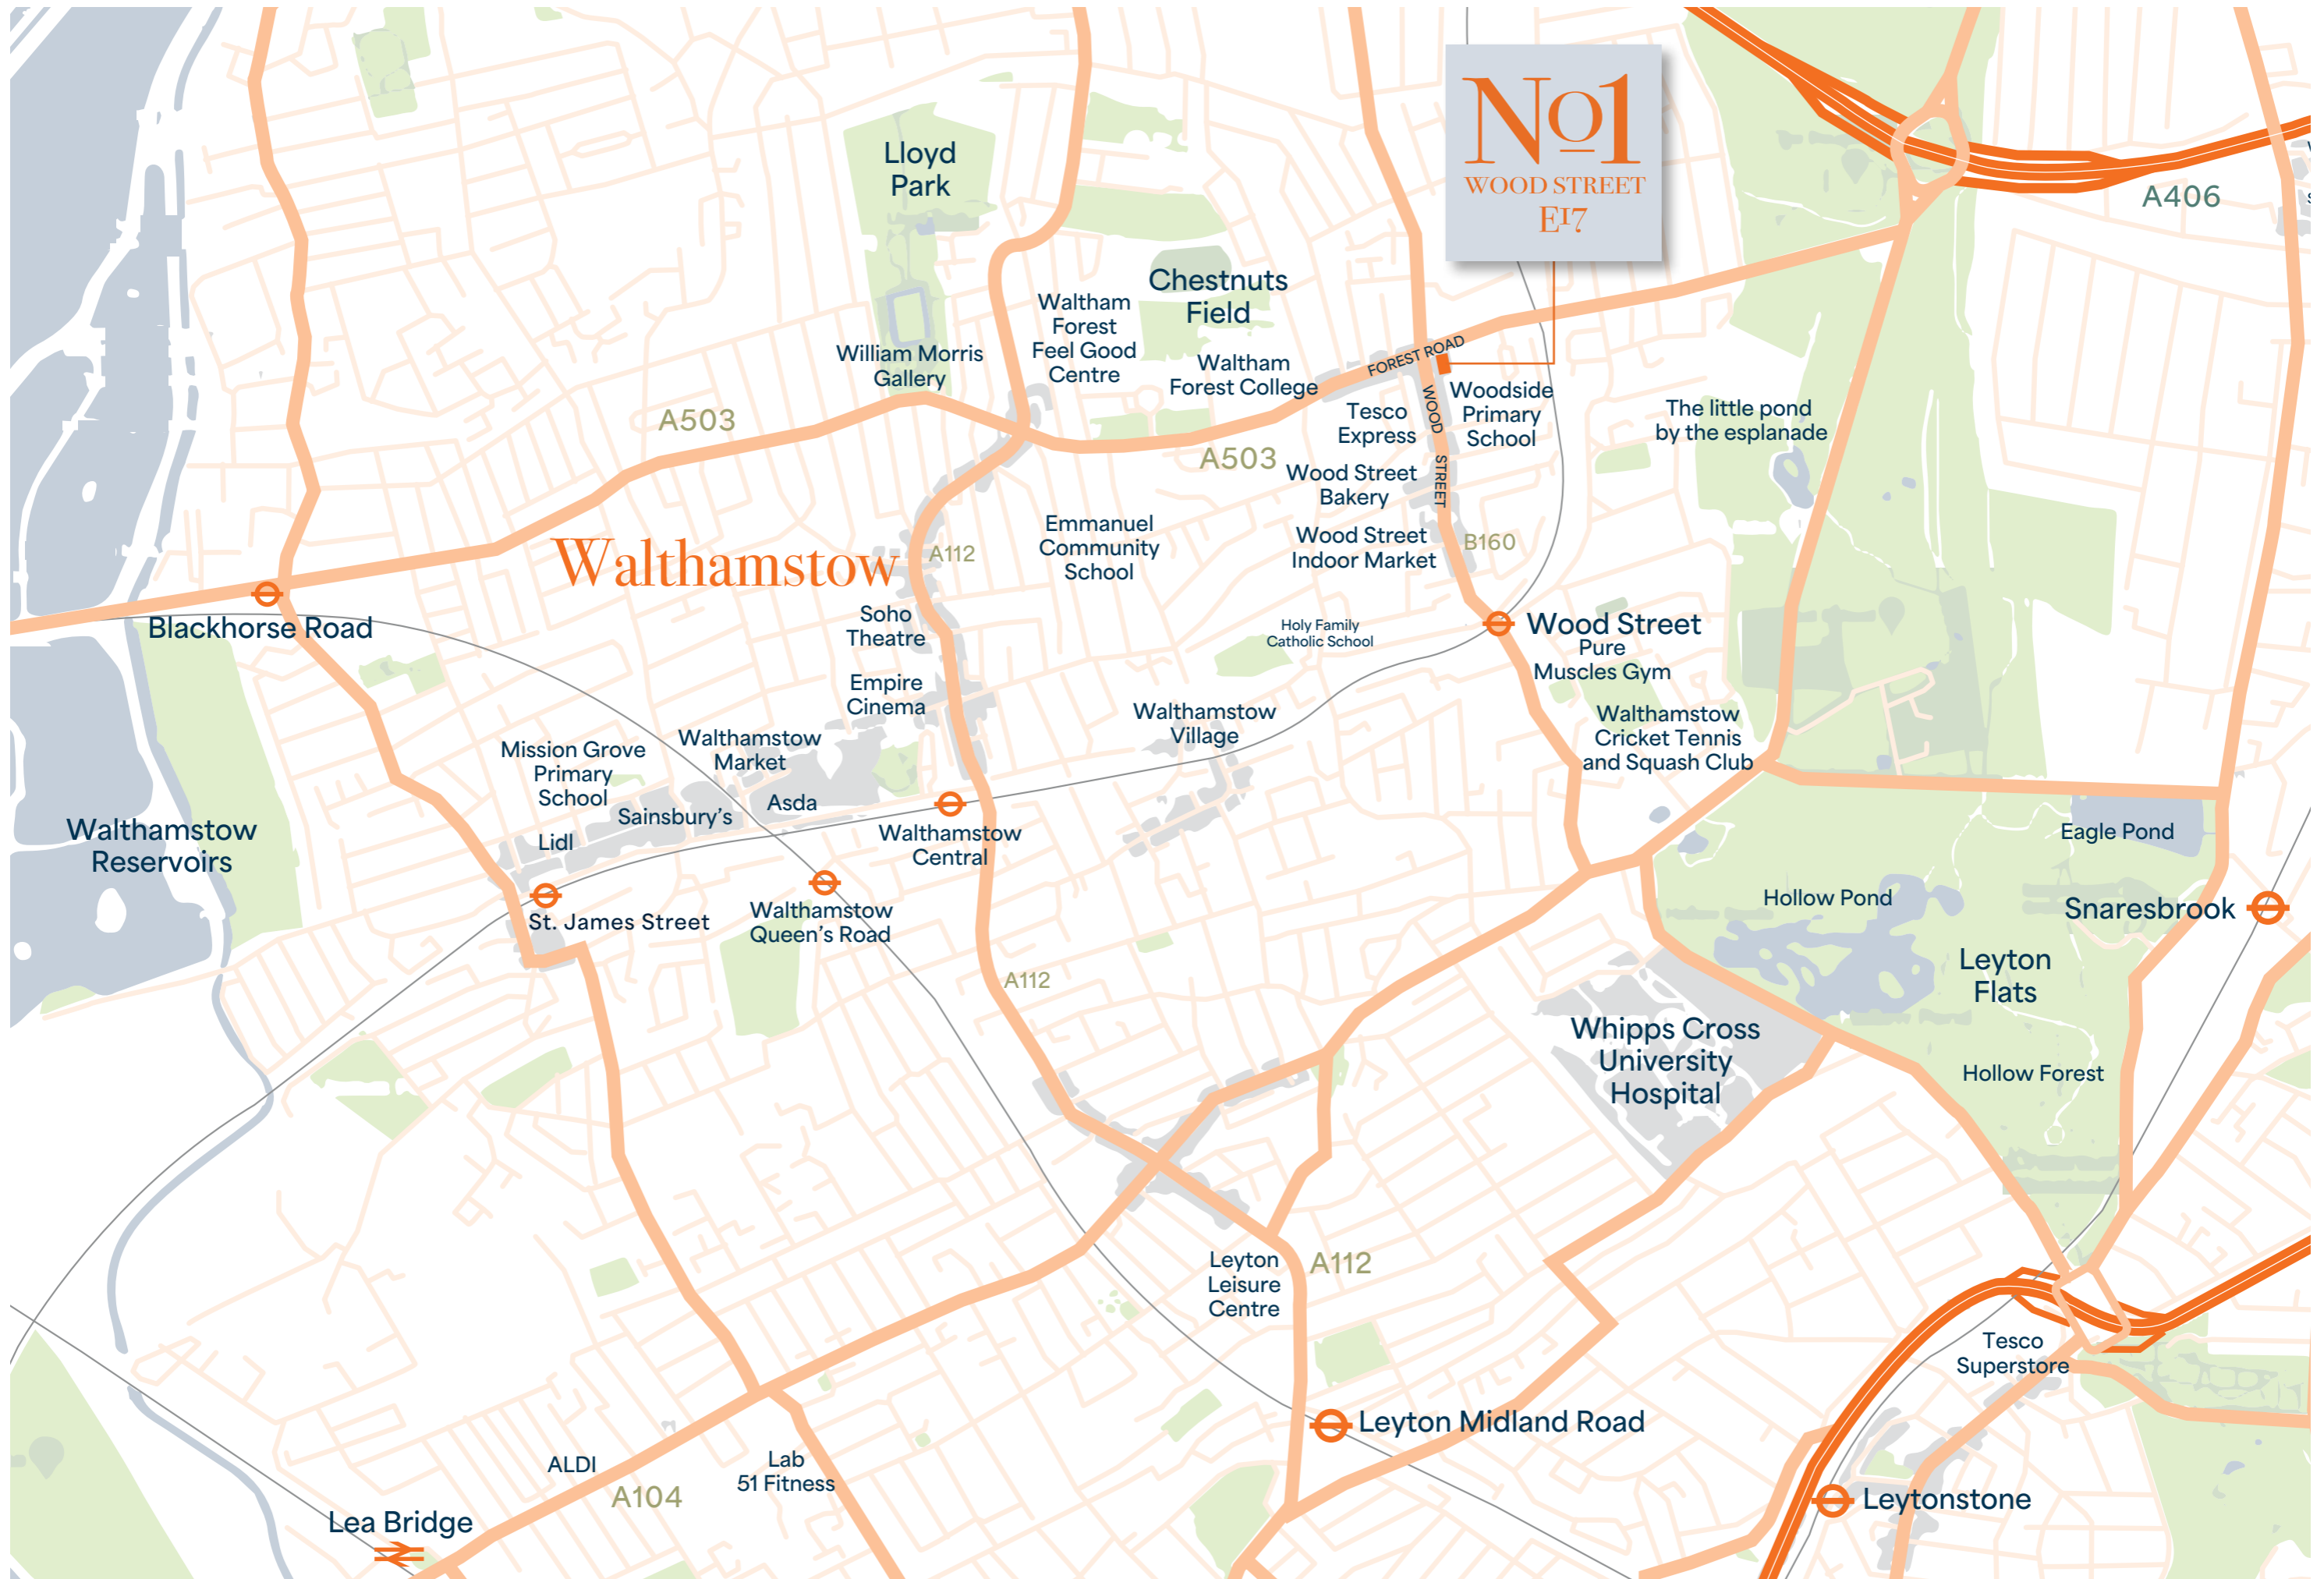 No1
WOOD STREET
E17
A406
Lloyd
Park
Chestnuts
Field
Waltham
Forest
Feel Good
Centre
William Morris
Gallery
Waltham
Forest College
FOREST ROAD
WOOD STREET
Woodside
Primary
School
Tesco
Express
The little pond
by the esplanade
A503
A503
Wood Street
Bakery
Emmanuel
Community
School
Wood Street
Indoor Market
B160
Walthamstow
A112
Blackhorse Road
Soho
Theatre
Holy Family
Catholic School
Wood Street
Pure
Muscles Gym
Empire
Cinema
Walthamstow
Village
Walthamstow
Cricket Tennis
and Squash Club
Mission Grove
Primary
School
Walthamstow
Market
Asda
Sainsbury's
Lidl
Walthamstow
Reservoirs
Walthamstow
Central
Eagle Pond
Hollow Pond
Snaresbrook
St. James Street
Walthamstow
Queen's Road
Leyton
Flats
A112
Whipps Cross
University
Hospital
Hollow Forest
Leyton
Leisure
Centre
A112
Tesco
Superstore
Leyton Midland Road
ALDI
Lab
51 Fitness
A104
Leytonstone
Lea Bridge